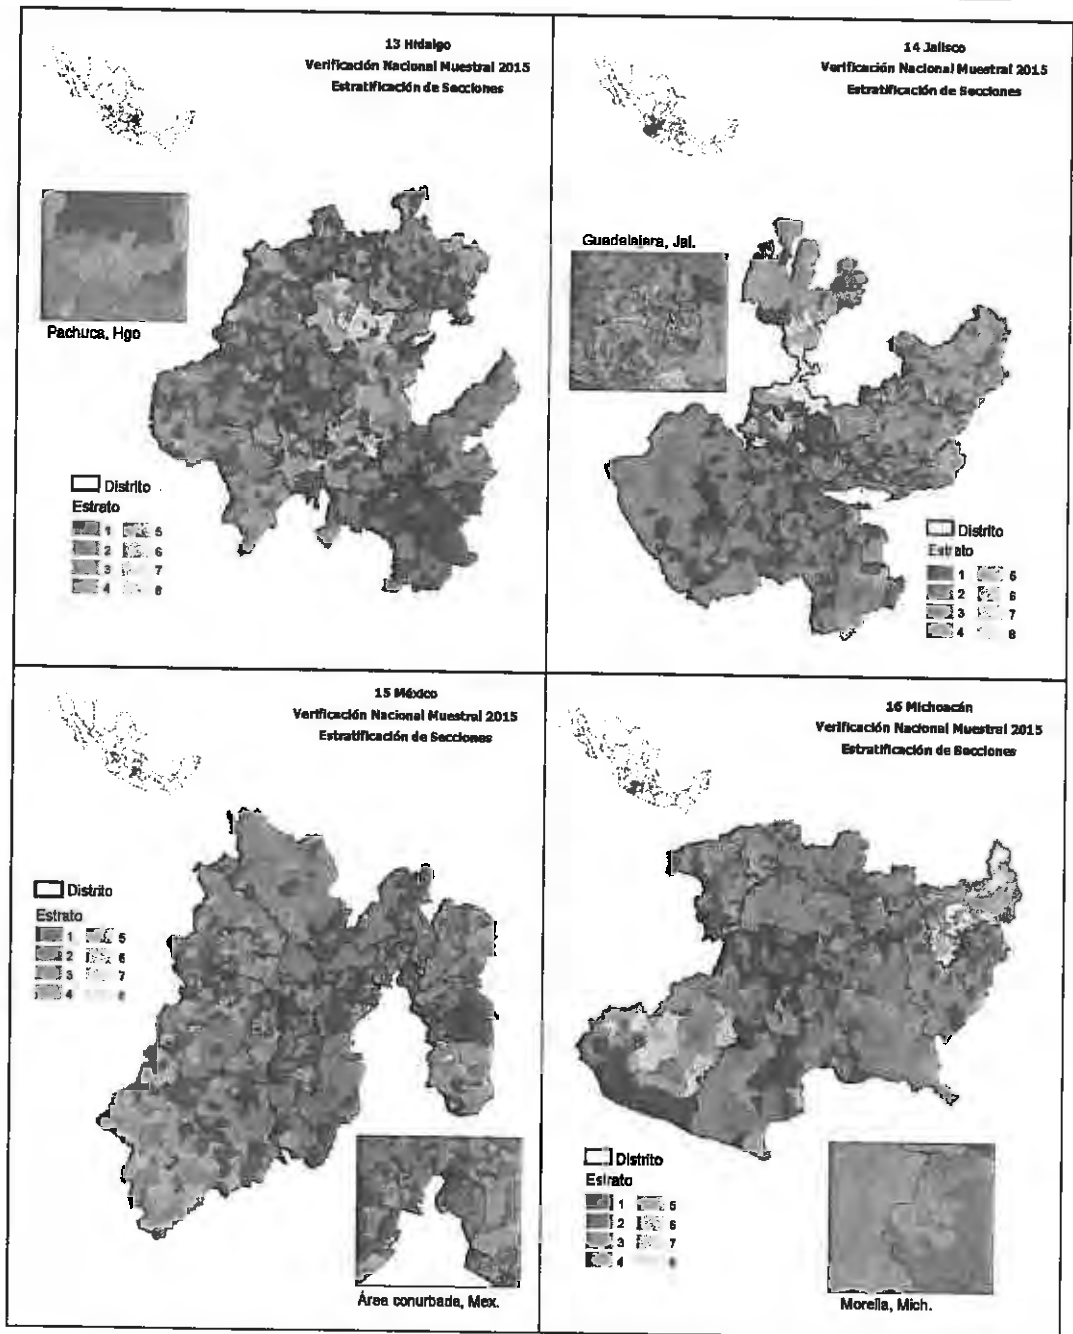 13 Hidalgo
Verificación Nacional Muestral 2015
Estratificación de Secciones
Pachuca, Hgo
Distrito
Estrato
1 5
2 6
3 7
4 8
14 Jalisco
Verificación Nacional Muestral 2015
Estratificación de Secciones
Guadalajara, Jal.
Distrito
Estrato
1 5
2 6
3 7
4 8
15 México
Verificación Nacional Muestral 2015
Estratificación de Secciones
Distrito
Estrato
1 5
2 6
3 7
4 8
Área conurbada, Mex.
16 Michoacán
Verificación Nacional Muestral 2015
Estratificación de Secciones
Distrito
Estrato
1 5
2 6
3 7
4 8
Morelia, Mich.